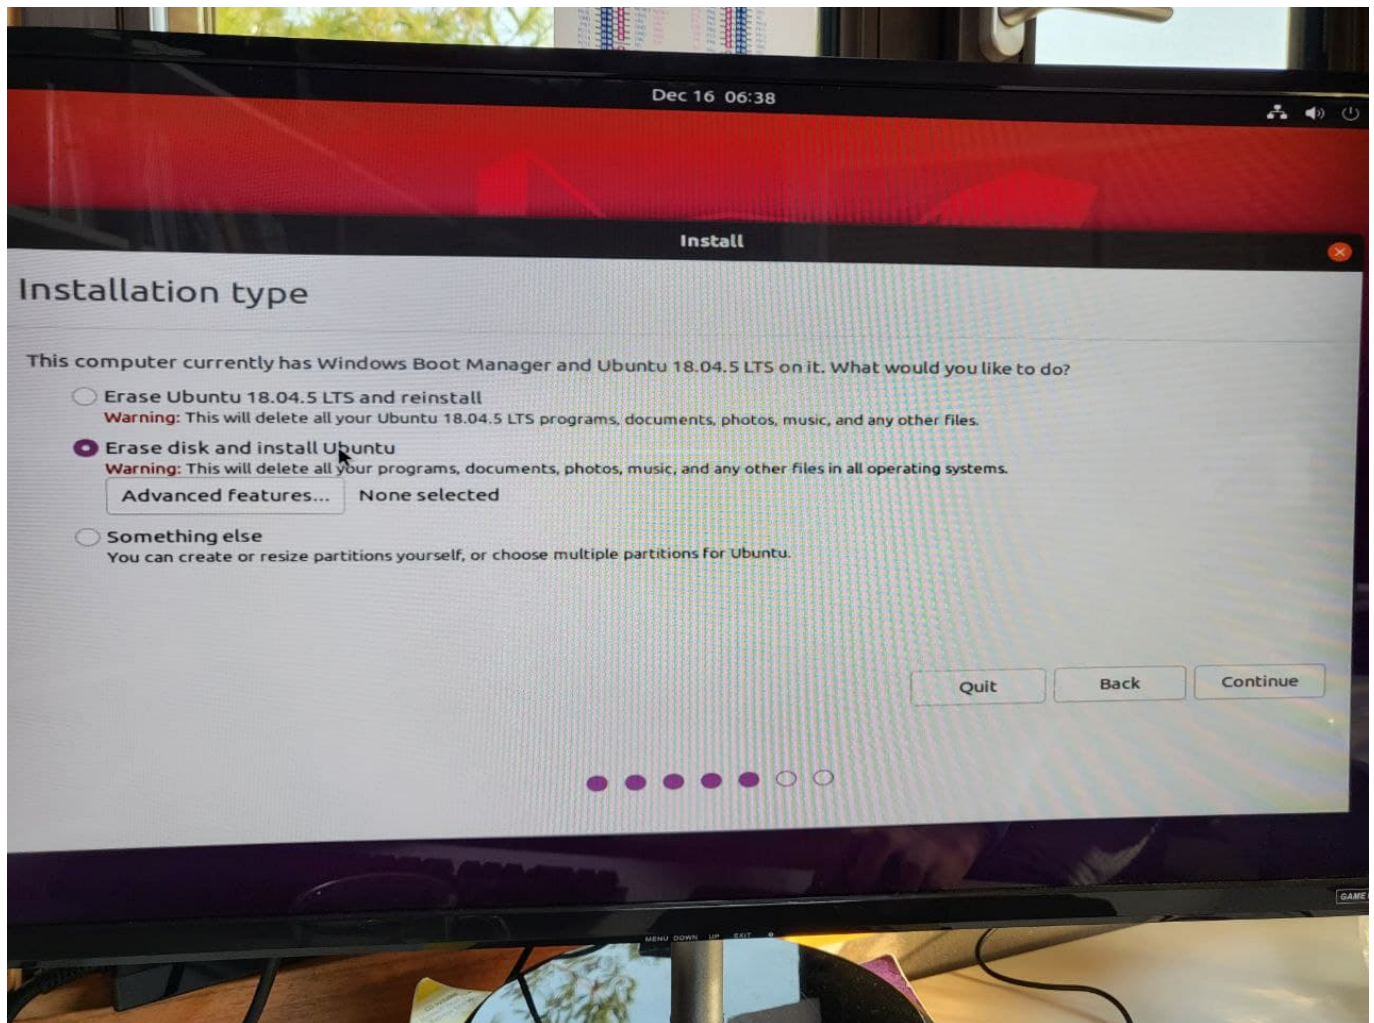 Dec 16 06:38
Install
Installation type
This computer currently has Windows Boot Manager and Ubuntu 18.04.5 LTS on it. What would you like to do?
Erase Ubuntu 18.04.5 LTS and reinstall
Warning: This will delete all your Ubuntu 18.04.5 LTS programs, documents, photos, music, and any other files.
Erase disk and install Ubuntu
Warning: This will delete all your programs, documents, photos, music, and any other files in all operating systems.
Advanced features... None selected
Something else
You can create or resize partitions yourself, or choose multiple partitions for Ubuntu.
Quit Back Continue
GAME
MENU DOWN UP EXIT